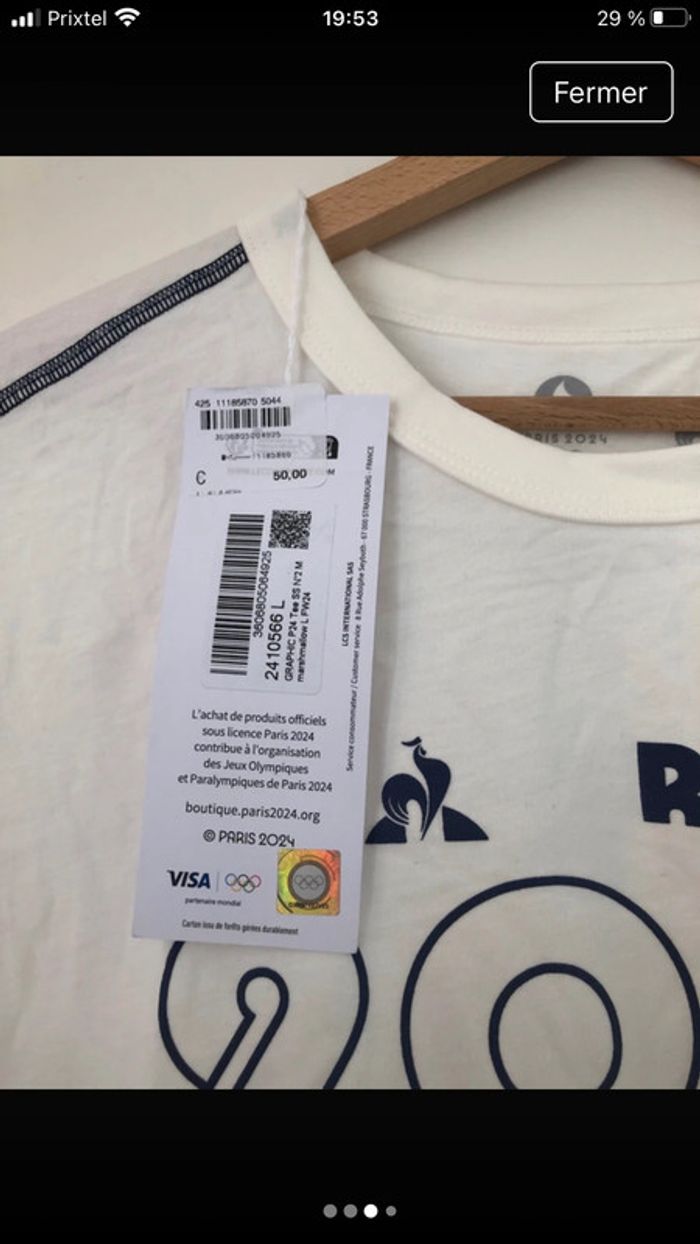 Prixtel
19:53
29 %
Fermer
425 11185870 5044
C
50,00
3606805064925
2410566 L
GRAPHIC P24 Tee SS N°2 M
marshmallow L FW24
LCS INTERNATIONAL SAS
Service consommateur / Customer service 8 Rue Adolphe Seyboth - 67 000 STRASBOURG - FRANCE
L'achat de produits officiels
sous licence Paris 2024
contribue à l'organisation
des Jeux Olympiques
et Paralympiques de Paris 2024
boutique.paris2024.org
© PARIS 2024
VISA
partenaire mondial
Carton issu de forêts gérées durablement
R
20